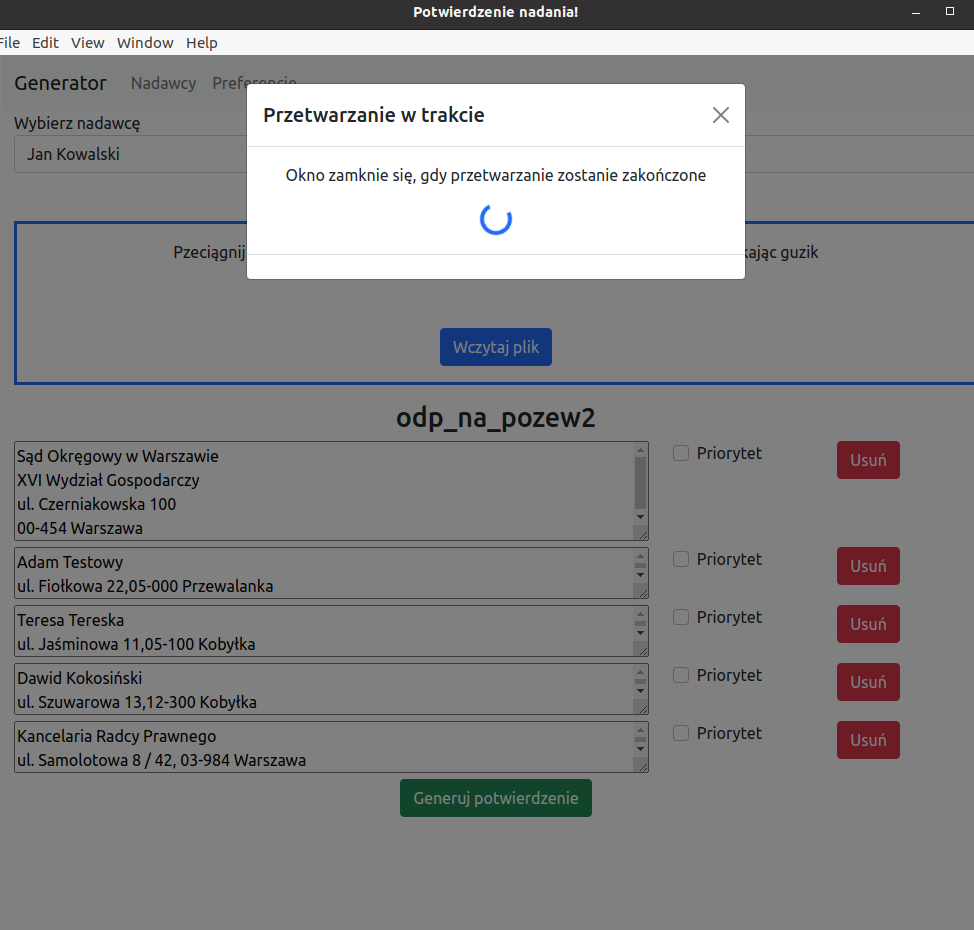 Potwierdzenie nadania!
File Edit View Window Help
Generator Nadawcy Preferencje
Przetwarzanie w trakcie
Wybierz nadawcę
Jan Kowalski
Okno zamknie się, gdy przetwarzanie zostanie zakończone
Pzeciągnij kając guzik
Wczytaj plik
odp_na_pozew2
Sąd Okręgowy w Warszawie
XVI Wydział Gospodarczy
ul. Czerniakowska 100
00-454 Warszawa
Priorytet Usuń
Adam Testowy
ul. Fiołkowa 22,05-000 Przewalanka
Priorytet Usuń
Teresa Tereska
ul. Jaśminowa 11,05-100 Kobyłka
Priorytet Usuń
Dawid Kokosiński
ul. Szuwarowa 13,12-300 Kobyłka
Priorytet Usuń
Kancelaria Radcy Prawnego
ul. Samolotowa 8 / 42, 03-984 Warszawa
Priorytet Usuń
Generuj potwierdzenie